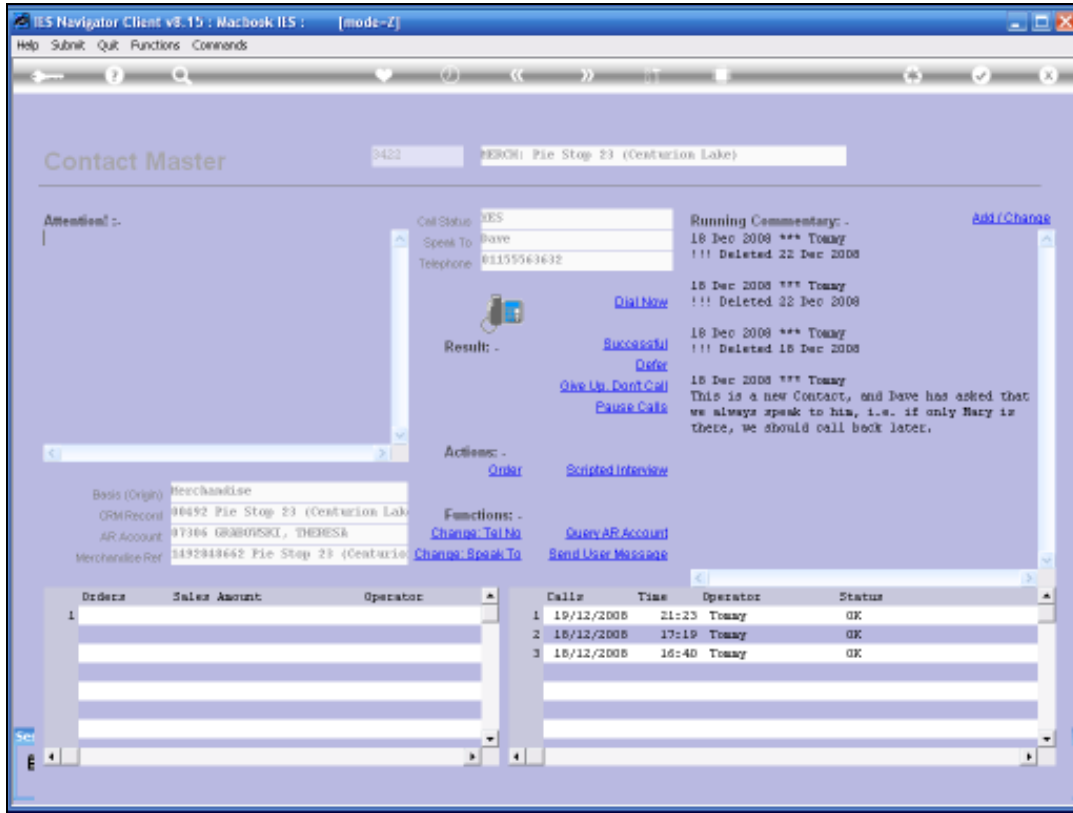 IES Navigator Client v8.15 : Macbook IES : [mode=Z]
Help Submit Quit Functions Commands
Contact Master 3422 MERCH: Pie Stop 23 (Centurion Lake)
Attention! :-
Call Status YES
Speak To Dave
Telephone 01155563632
Dial Now
Result: -
Successful
Defer
Give Up, Don't Call
Pause Calls
Actions: -
Order Scripted Interview
Functions: -
Change: Tel No Query AR Account
Change: Speak To Send User Message
Running Commentary: - Add / Change
18 Dec 2008 *** Tommy
!!! Deleted 22 Dec 2008
18 Dec 2008 *** Tommy
!!! Deleted 22 Dec 2008
18 Dec 2008 *** Tommy
!!! Deleted 18 Dec 2008
18 Dec 2008 *** Tommy
This is a new Contact, and Dave has asked that
we always speak to him, i.e. if only Mary is
there, we should call back later.
Basis (Origin) Merchandise
CRM Record 00492 Pie Stop 23 (Centurion Lak
AR Account 07306 GRABOWSKI, THERESA
Merchandise Ref 1492848662 Pie Stop 23 (Centurio
Orders Sales Amount Operator
1
Calls Time Operator Status
1 19/12/2008 21:23 Tommy OK
2 18/12/2008 17:19 Tommy OK
3 18/12/2008 16:40 Tommy OK